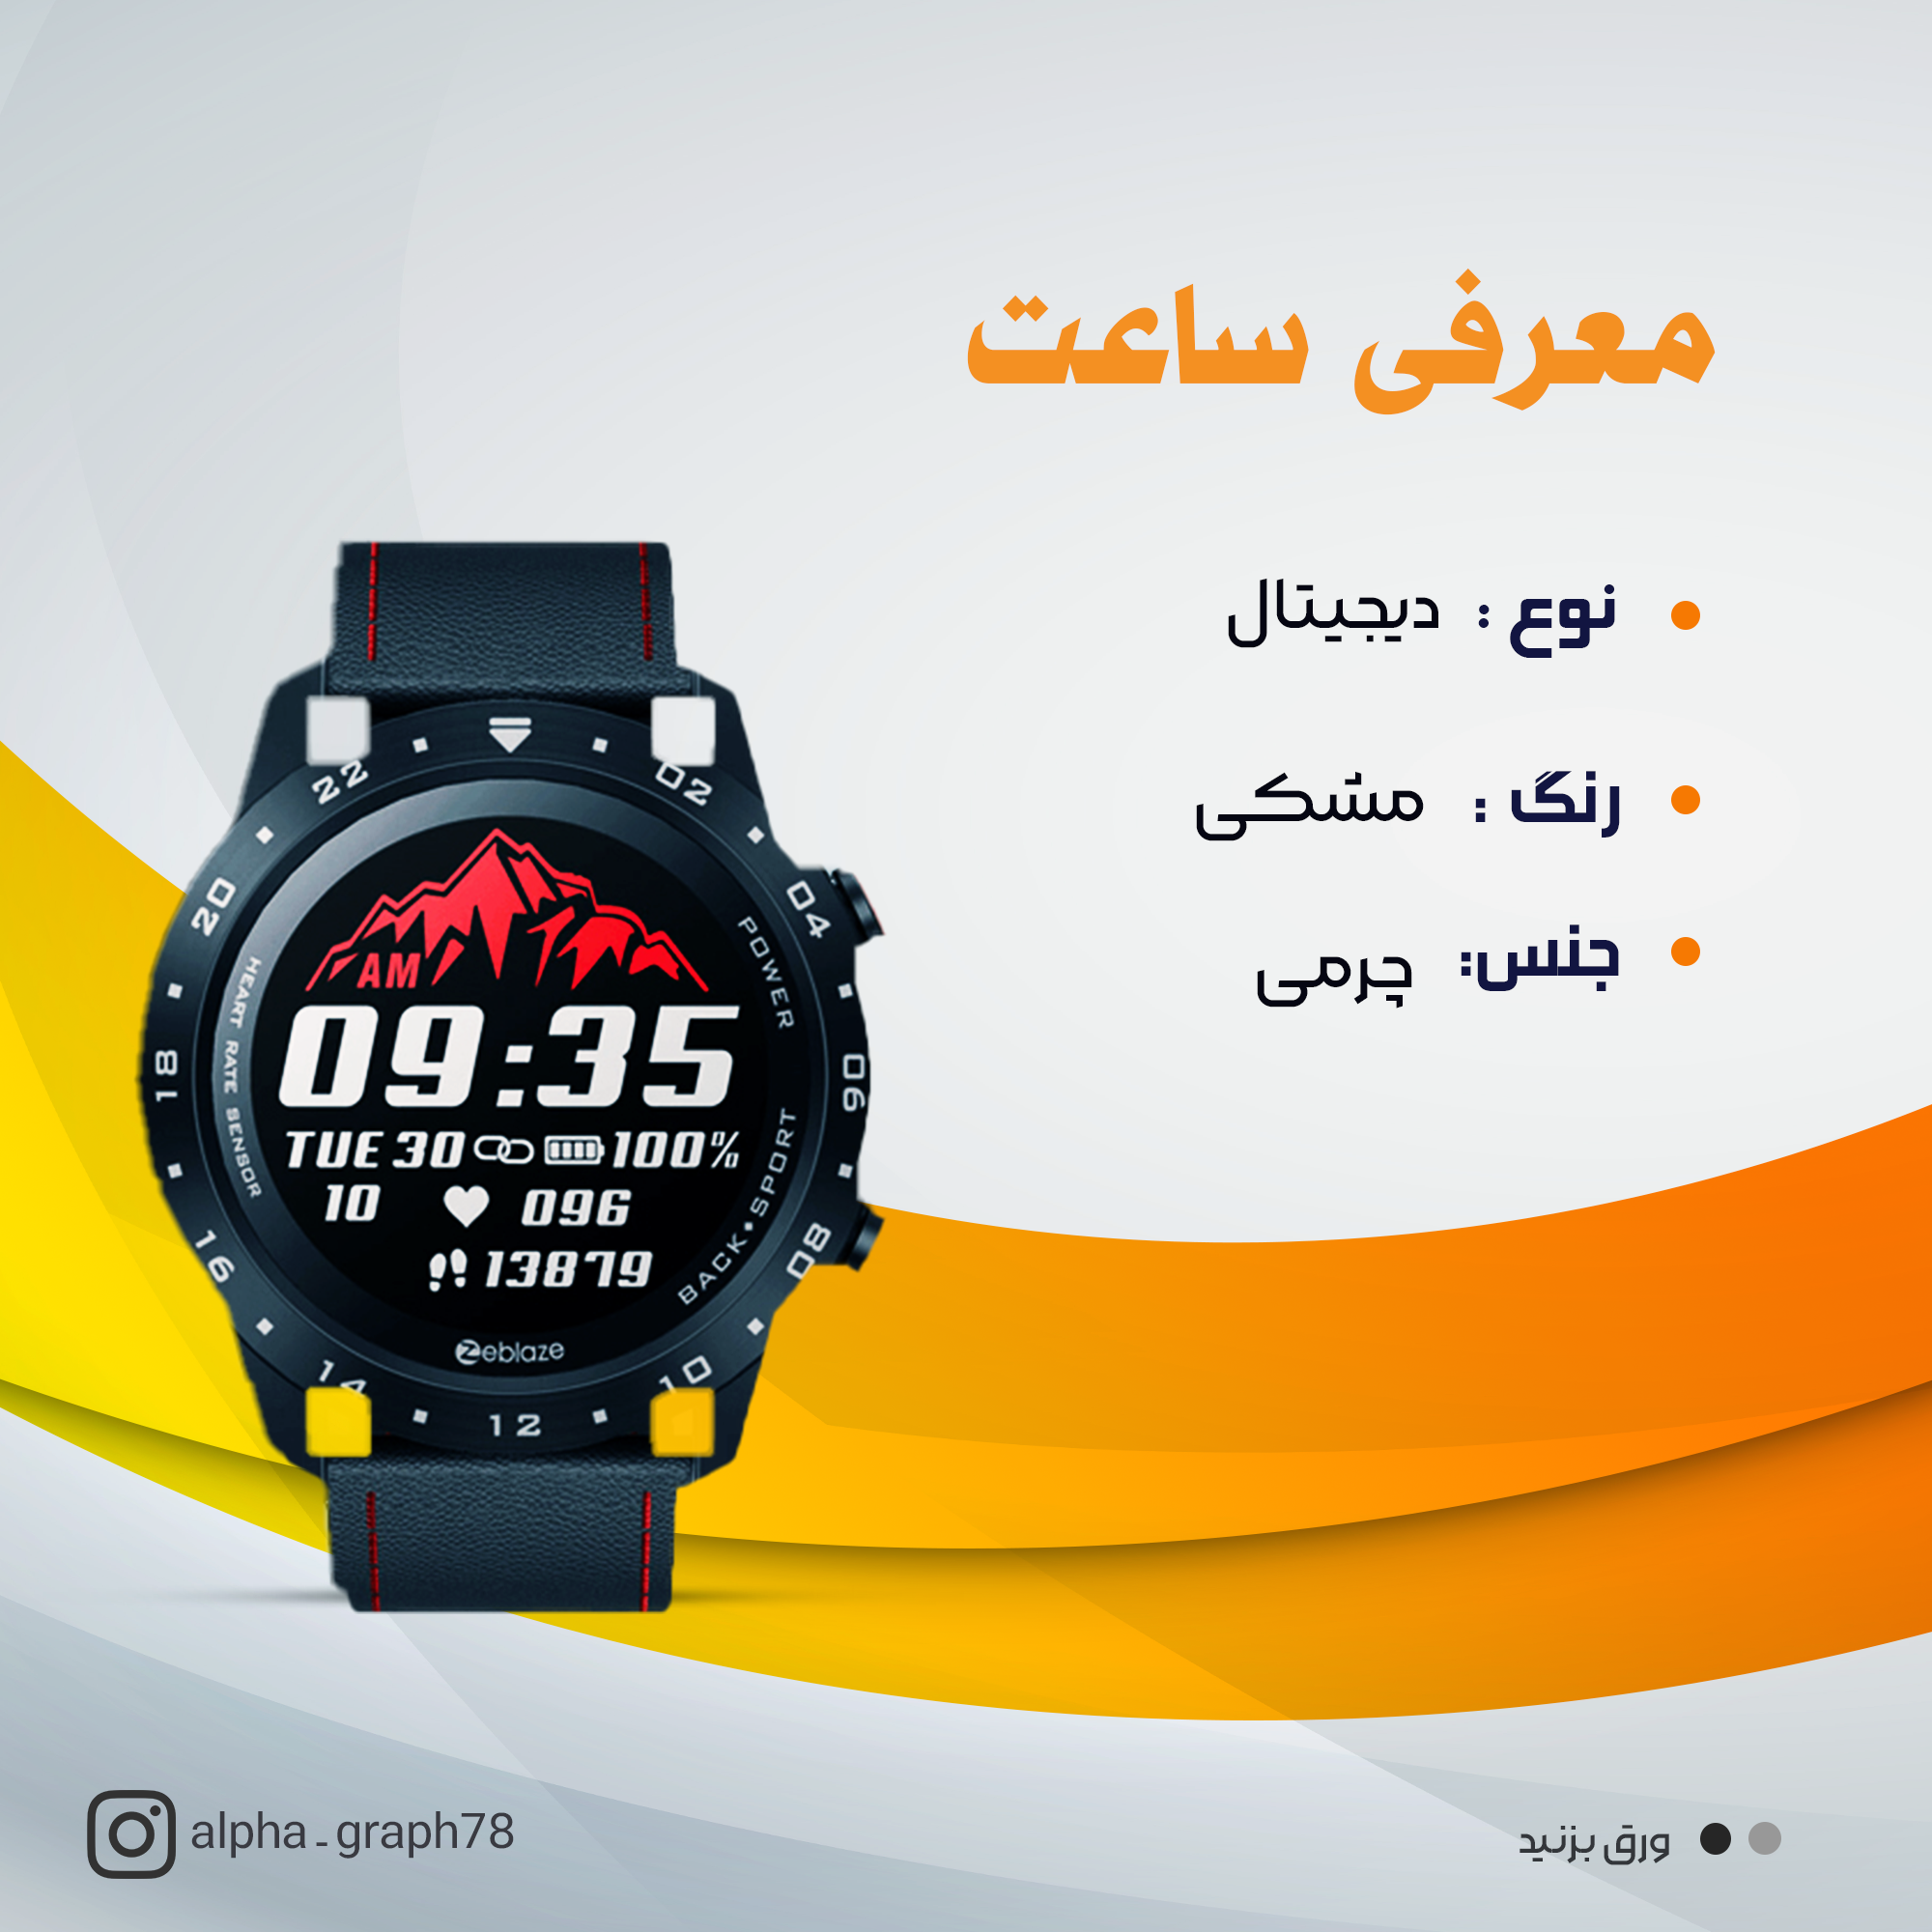 معرفی ساعت
نوع : دیجیتال
رنگ : مشکی
جنس: چرمی
22
02
20
04
18
06
16
08
14
10
12
HEART RATE SENSOR
POWER
BACK • SPORT
AM
09:35
TUE 30 100%
10 096
13879
Zeblaze
alpha_graph78
ورق بزنید